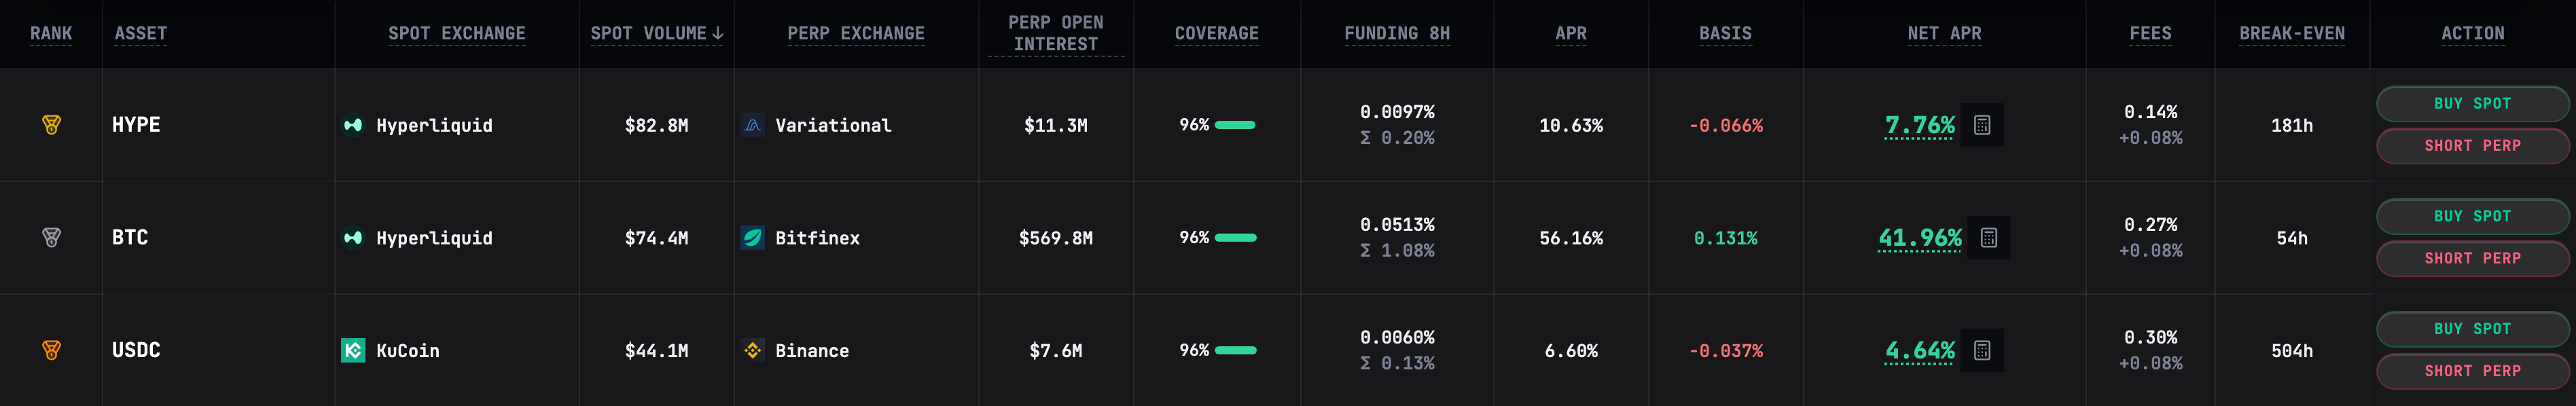 RANK ASSET SPOT EXCHANGE SPOT VOLUME↓ PERP EXCHANGE PERP OPEN INTEREST COVERAGE FUNDING 8H APR BASIS NET APR FEES BREAK-EVEN ACTION
HYPE Hyperliquid $82.8M Variational $11.3M 96% 0.0097% 10.63% -0.066% 7.76% 0.14% 181h BUY SPOT
Σ 0.20% +0.08% SHORT PERP
BTC Hyperliquid $74.4M Bitfinex $569.8M 96% 0.0513% 56.16% 0.131% 41.96% 0.27% 54h BUY SPOT
Σ 1.08% +0.08% SHORT PERP
USDC KuCoin $44.1M Binance $7.6M 96% 0.0060% 6.60% -0.037% 4.64% 0.30% 504h BUY SPOT
Σ 0.13% +0.08% SHORT PERP